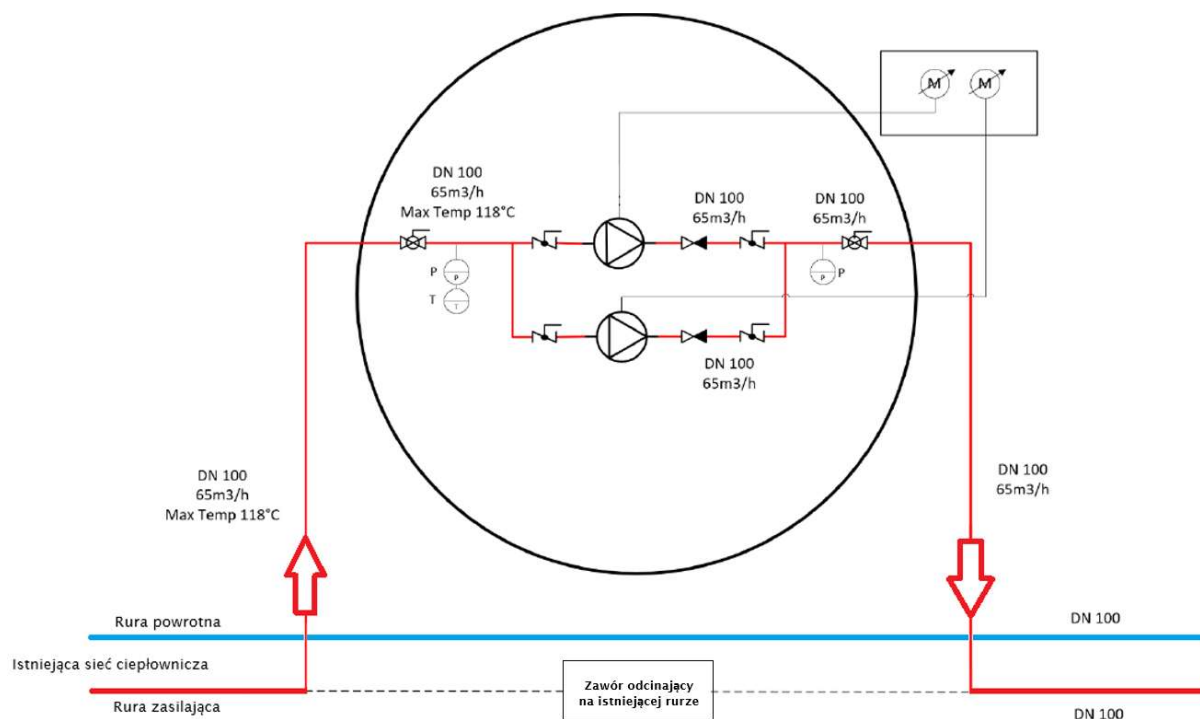 M M
DN 100
65m3/h
Max Temp 118°C
DN 100
65m3/h
DN 100
65m3/h
P P
T T
P P
DN 100
65m3/h
DN 100
65m3/h
Max Temp 118°C
DN 100
65m3/h
Rura powrotna
DN 100
Istniejąca sieć ciepłownicza
Zawór odcinający
na istniejącej rurze
Rura zasilająca
DN 100